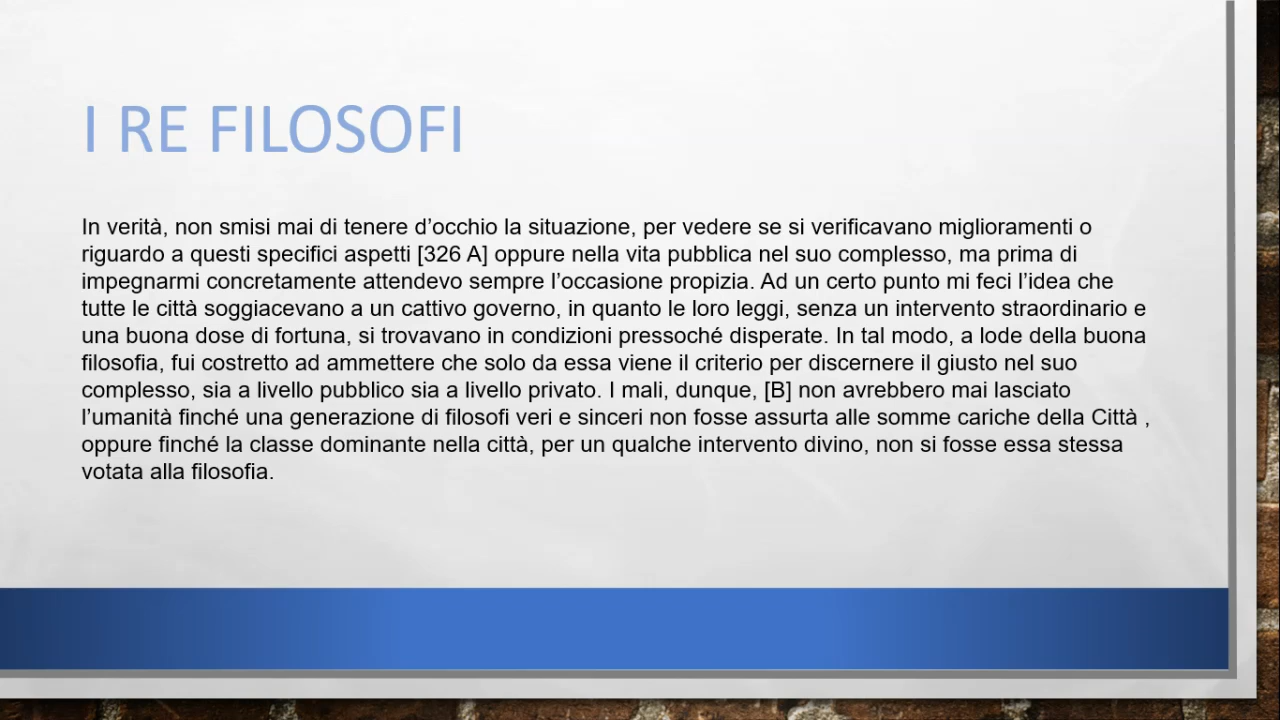 I RE FILOSOFI
In verità, non smisi mai di tenere d’occhio la situazione, per vedere se si verificavano miglioramenti o
riguardo a questi specifici aspetti [326 A] oppure nella vita pubblica nel suo complesso, ma prima di
impegnarmi concretamente attendevo sempre l’occasione propizia. Ad un certo punto mi feci l’idea che
tutte le città soggiacevano a un cattivo governo, in quanto le loro leggi, senza un intervento straordinario e
una buona dose di fortuna, si trovavano in condizioni pressoché disperate. In tal modo, a lode della buona
filosofia, fui costretto ad ammettere che solo da essa viene il criterio per discernere il giusto nel suo
complesso, sia a livello pubblico sia a livello privato. I mali, dunque, [B] non avrebbero mai lasciato
l’umanità finché una generazione di filosofi veri e sinceri non fosse assurta alle somme cariche della Città ,
oppure finché la classe dominante nella città, per un qualche intervento divino, non si fosse essa stessa
votata alla filosofia.